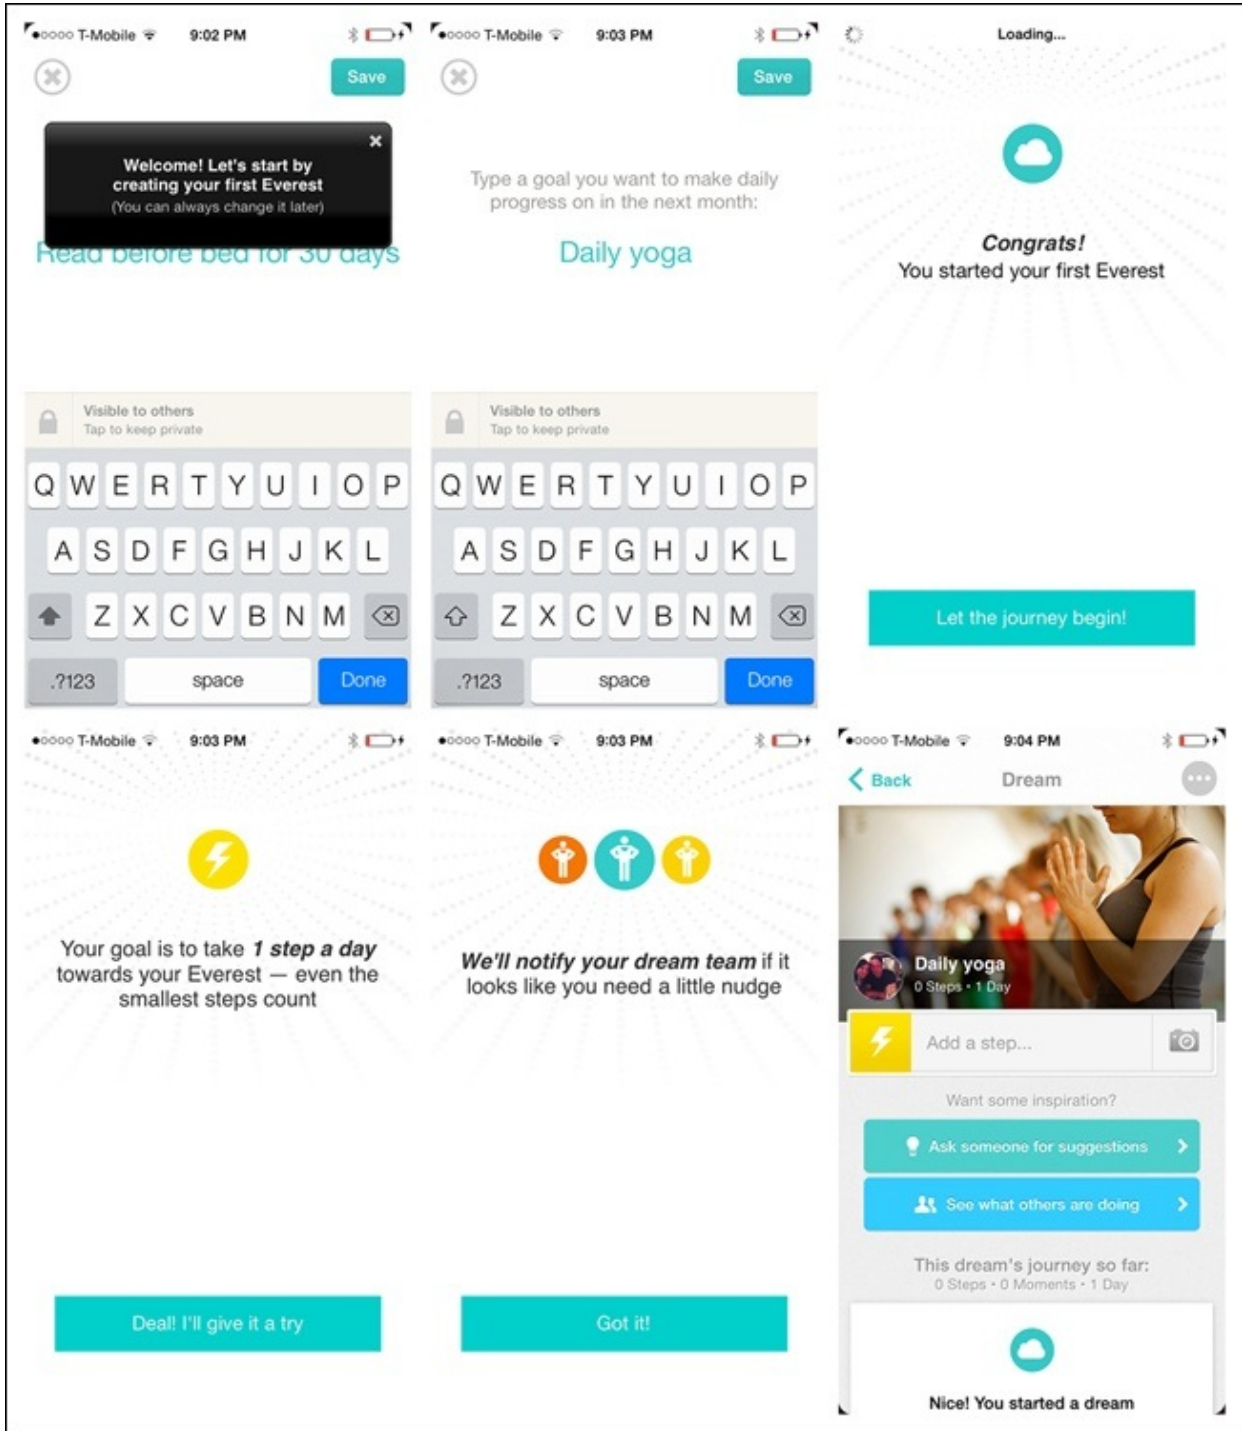 T-Mobile 9:02 PM
Save
Welcome! Let's start by
creating your first Everest
(You can always change it later)
Read before bed for 30 days
Visible to others
Tap to keep private
Q W E R T Y U I O P
A S D F G H J K L
Z X C V B N M
.?123 space Done
T-Mobile 9:03 PM
Save
Type a goal you want to make daily
progress on in the next month:
Daily yoga
Visible to others
Tap to keep private
Q W E R T Y U I O P
A S D F G H J K L
Z X C V B N M
.?123 space Done
Loading...
Congrats!
You started your first Everest
Let the journey begin!
T-Mobile 9:03 PM
Your goal is to take 1 step a day
towards your Everest — even the
smallest steps count
Deal! I'll give it a try
T-Mobile 9:03 PM
We'll notify your dream team if it
looks like you need a little nudge
Got it!
T-Mobile 9:04 PM
Back Dream
Daily yoga
0 Steps • 1 Day
Add a step...
Want some inspiration?
Ask someone for suggestions
See what others are doing
This dream's journey so far:
0 Steps • 0 Moments • 1 Day
Nice! You started a dream